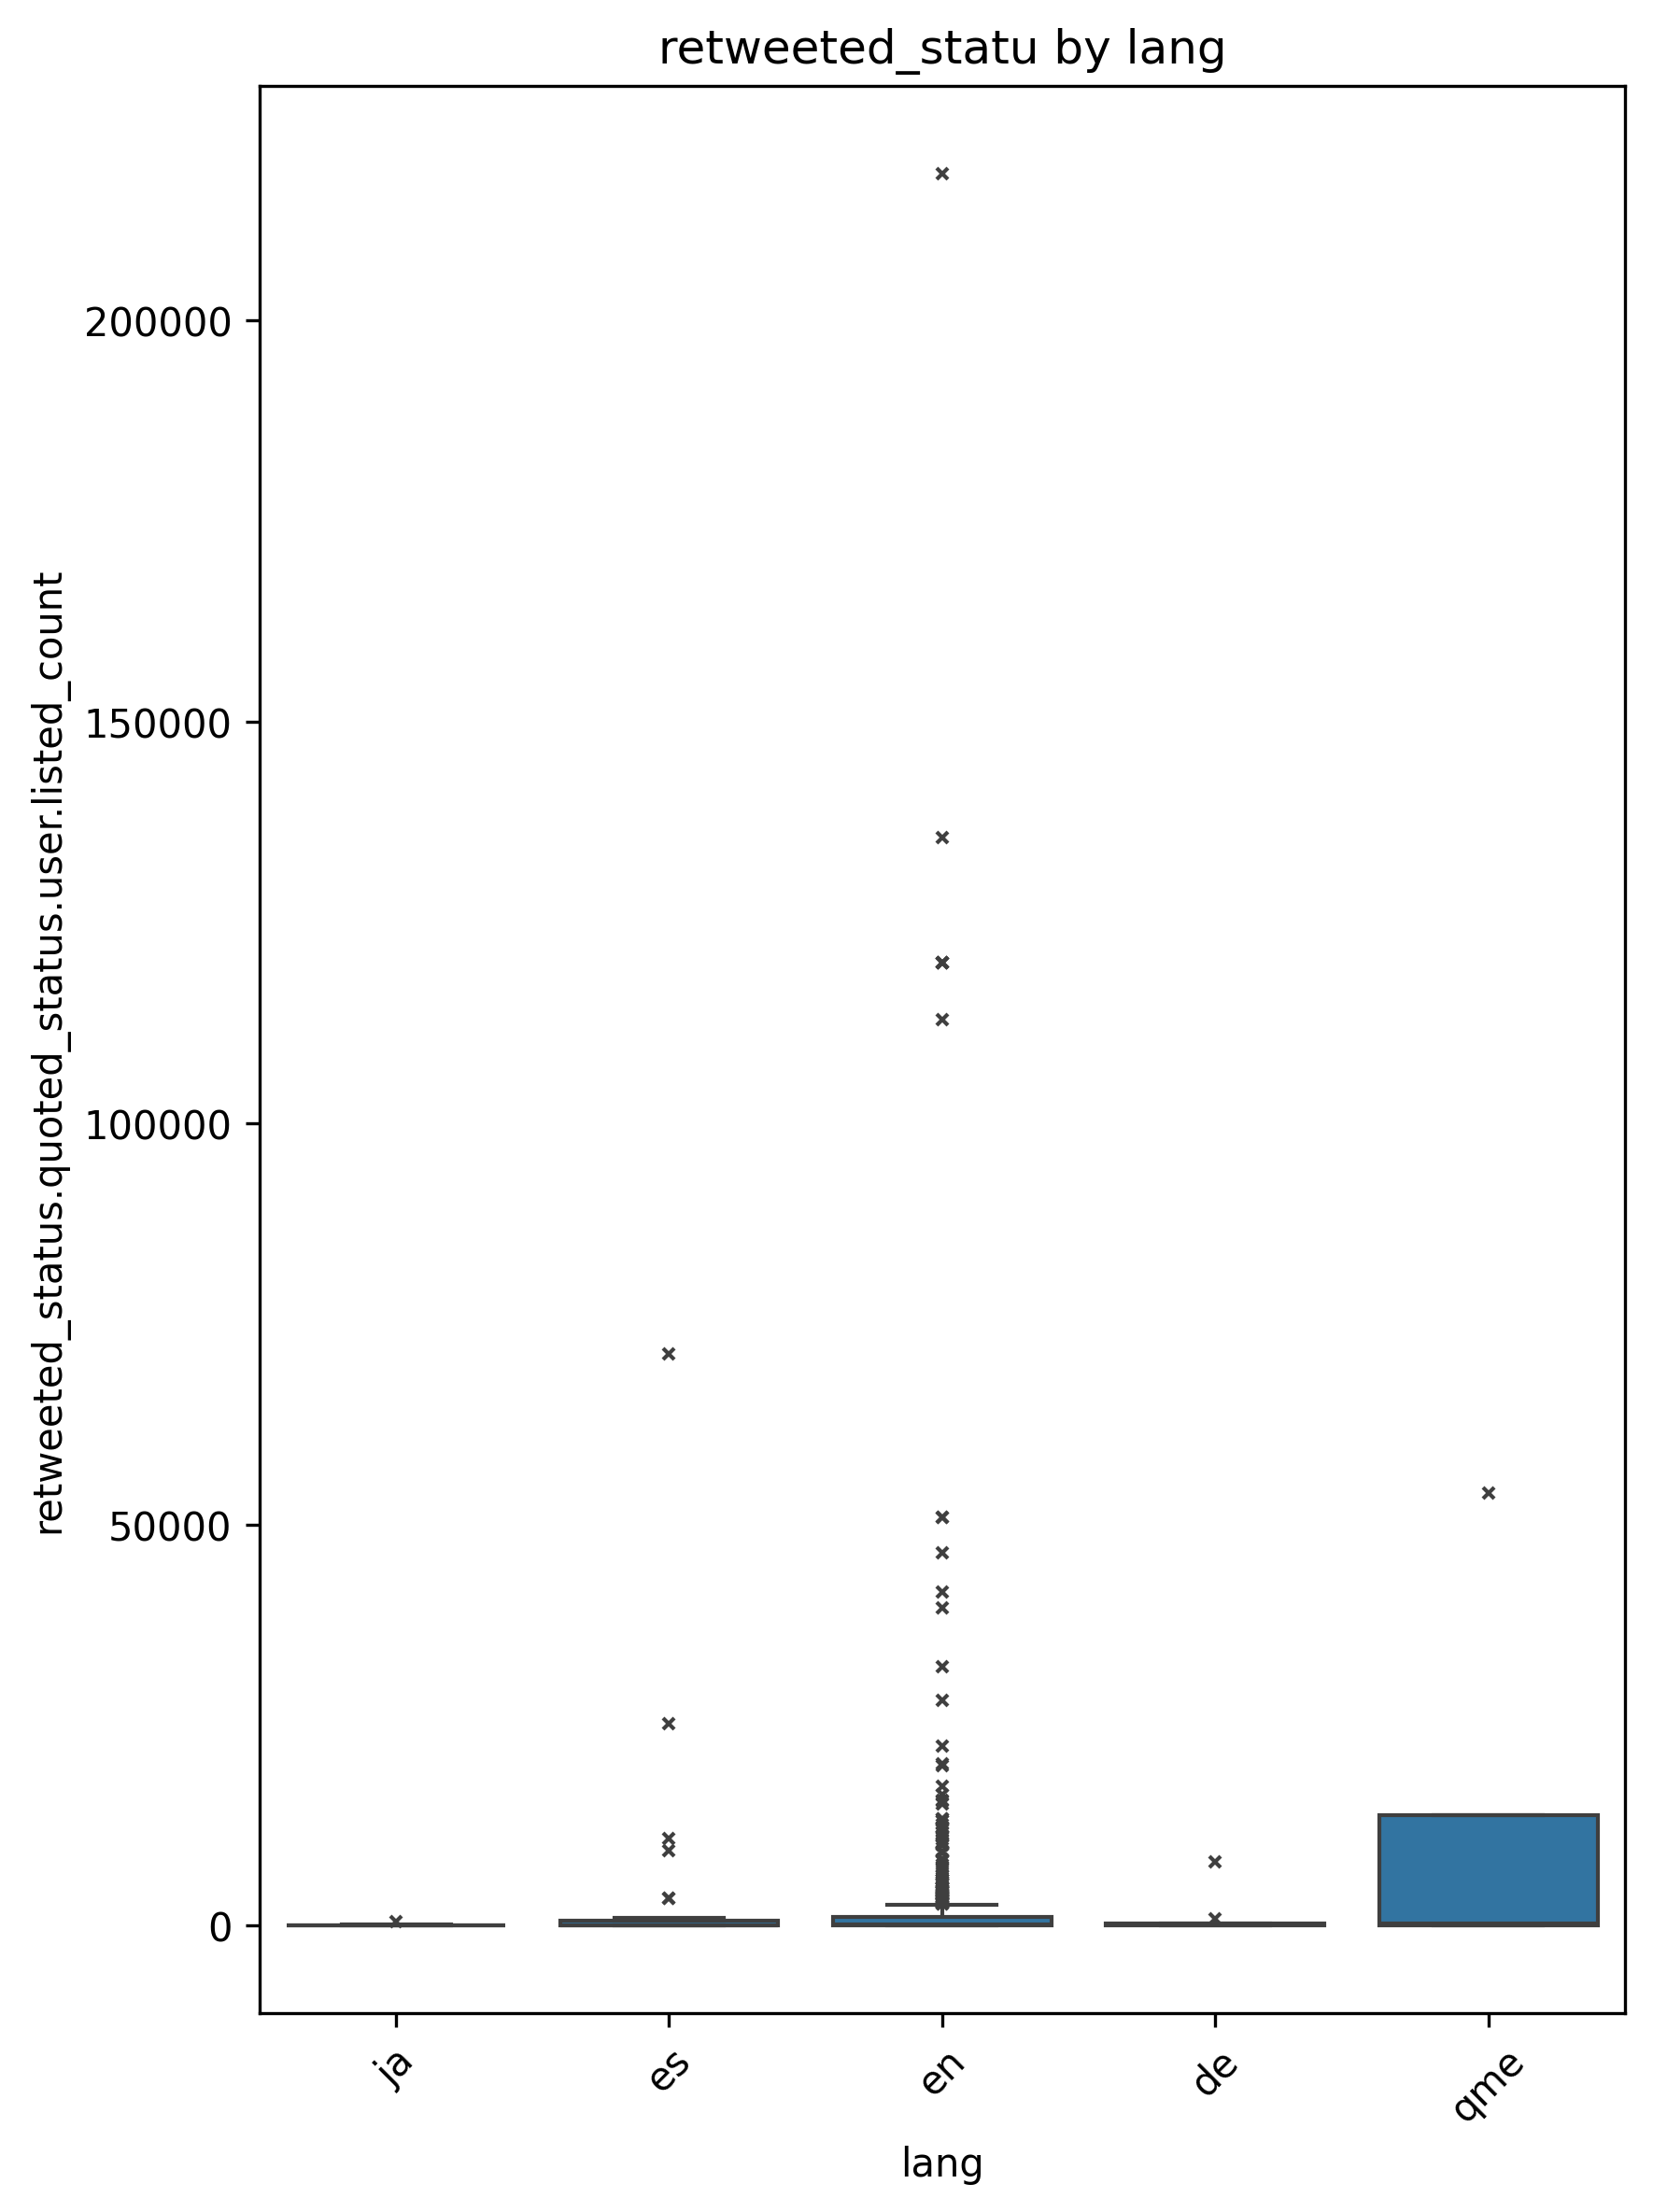 retweeted_statu by lang
retweeted_status.quoted_status.user.listed_count
200000
150000
100000
50000
0
ja
es
en
de
qme
lang